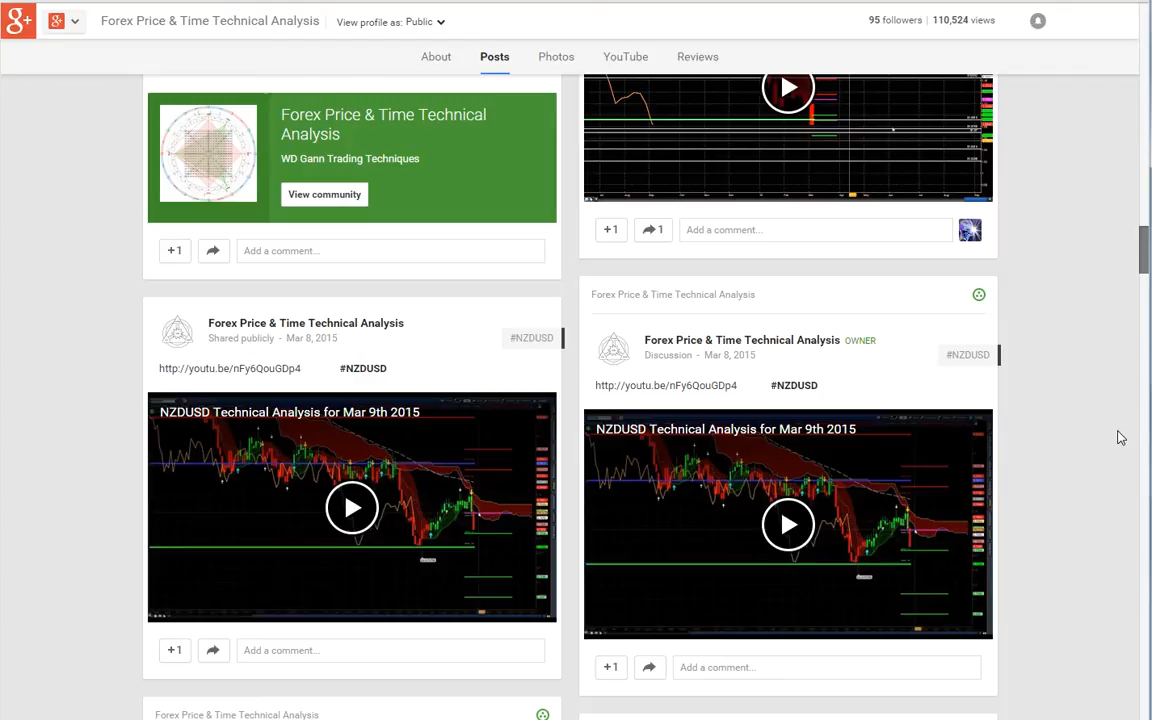 g+
g+
Forex Price & Time Technical Analysis
View profile as: Public
95 followers | 110,524 views
About Posts Photos YouTube Reviews
Forex Price & Time Technical
Analysis
WD Gann Trading Techniques
View community
+1
Add a comment...
Forex Price & Time Technical Analysis
Shared publicly - Mar 8, 2015
#NZDUSD
http://youtu.be/nFy6QouGDp4 #NZDUSD
NZDUSD Technical Analysis for Mar 9th 2015
+1
Add a comment...
Forex Price & Time Technical Analysis
+1
1
Add a comment...
Forex Price & Time Technical Analysis
Forex Price & Time Technical Analysis OWNER
Discussion - Mar 8, 2015
#NZDUSD
http://youtu.be/nFy6QouGDp4 #NZDUSD
NZDUSD Technical Analysis for Mar 9th 2015
+1
Add a comment...